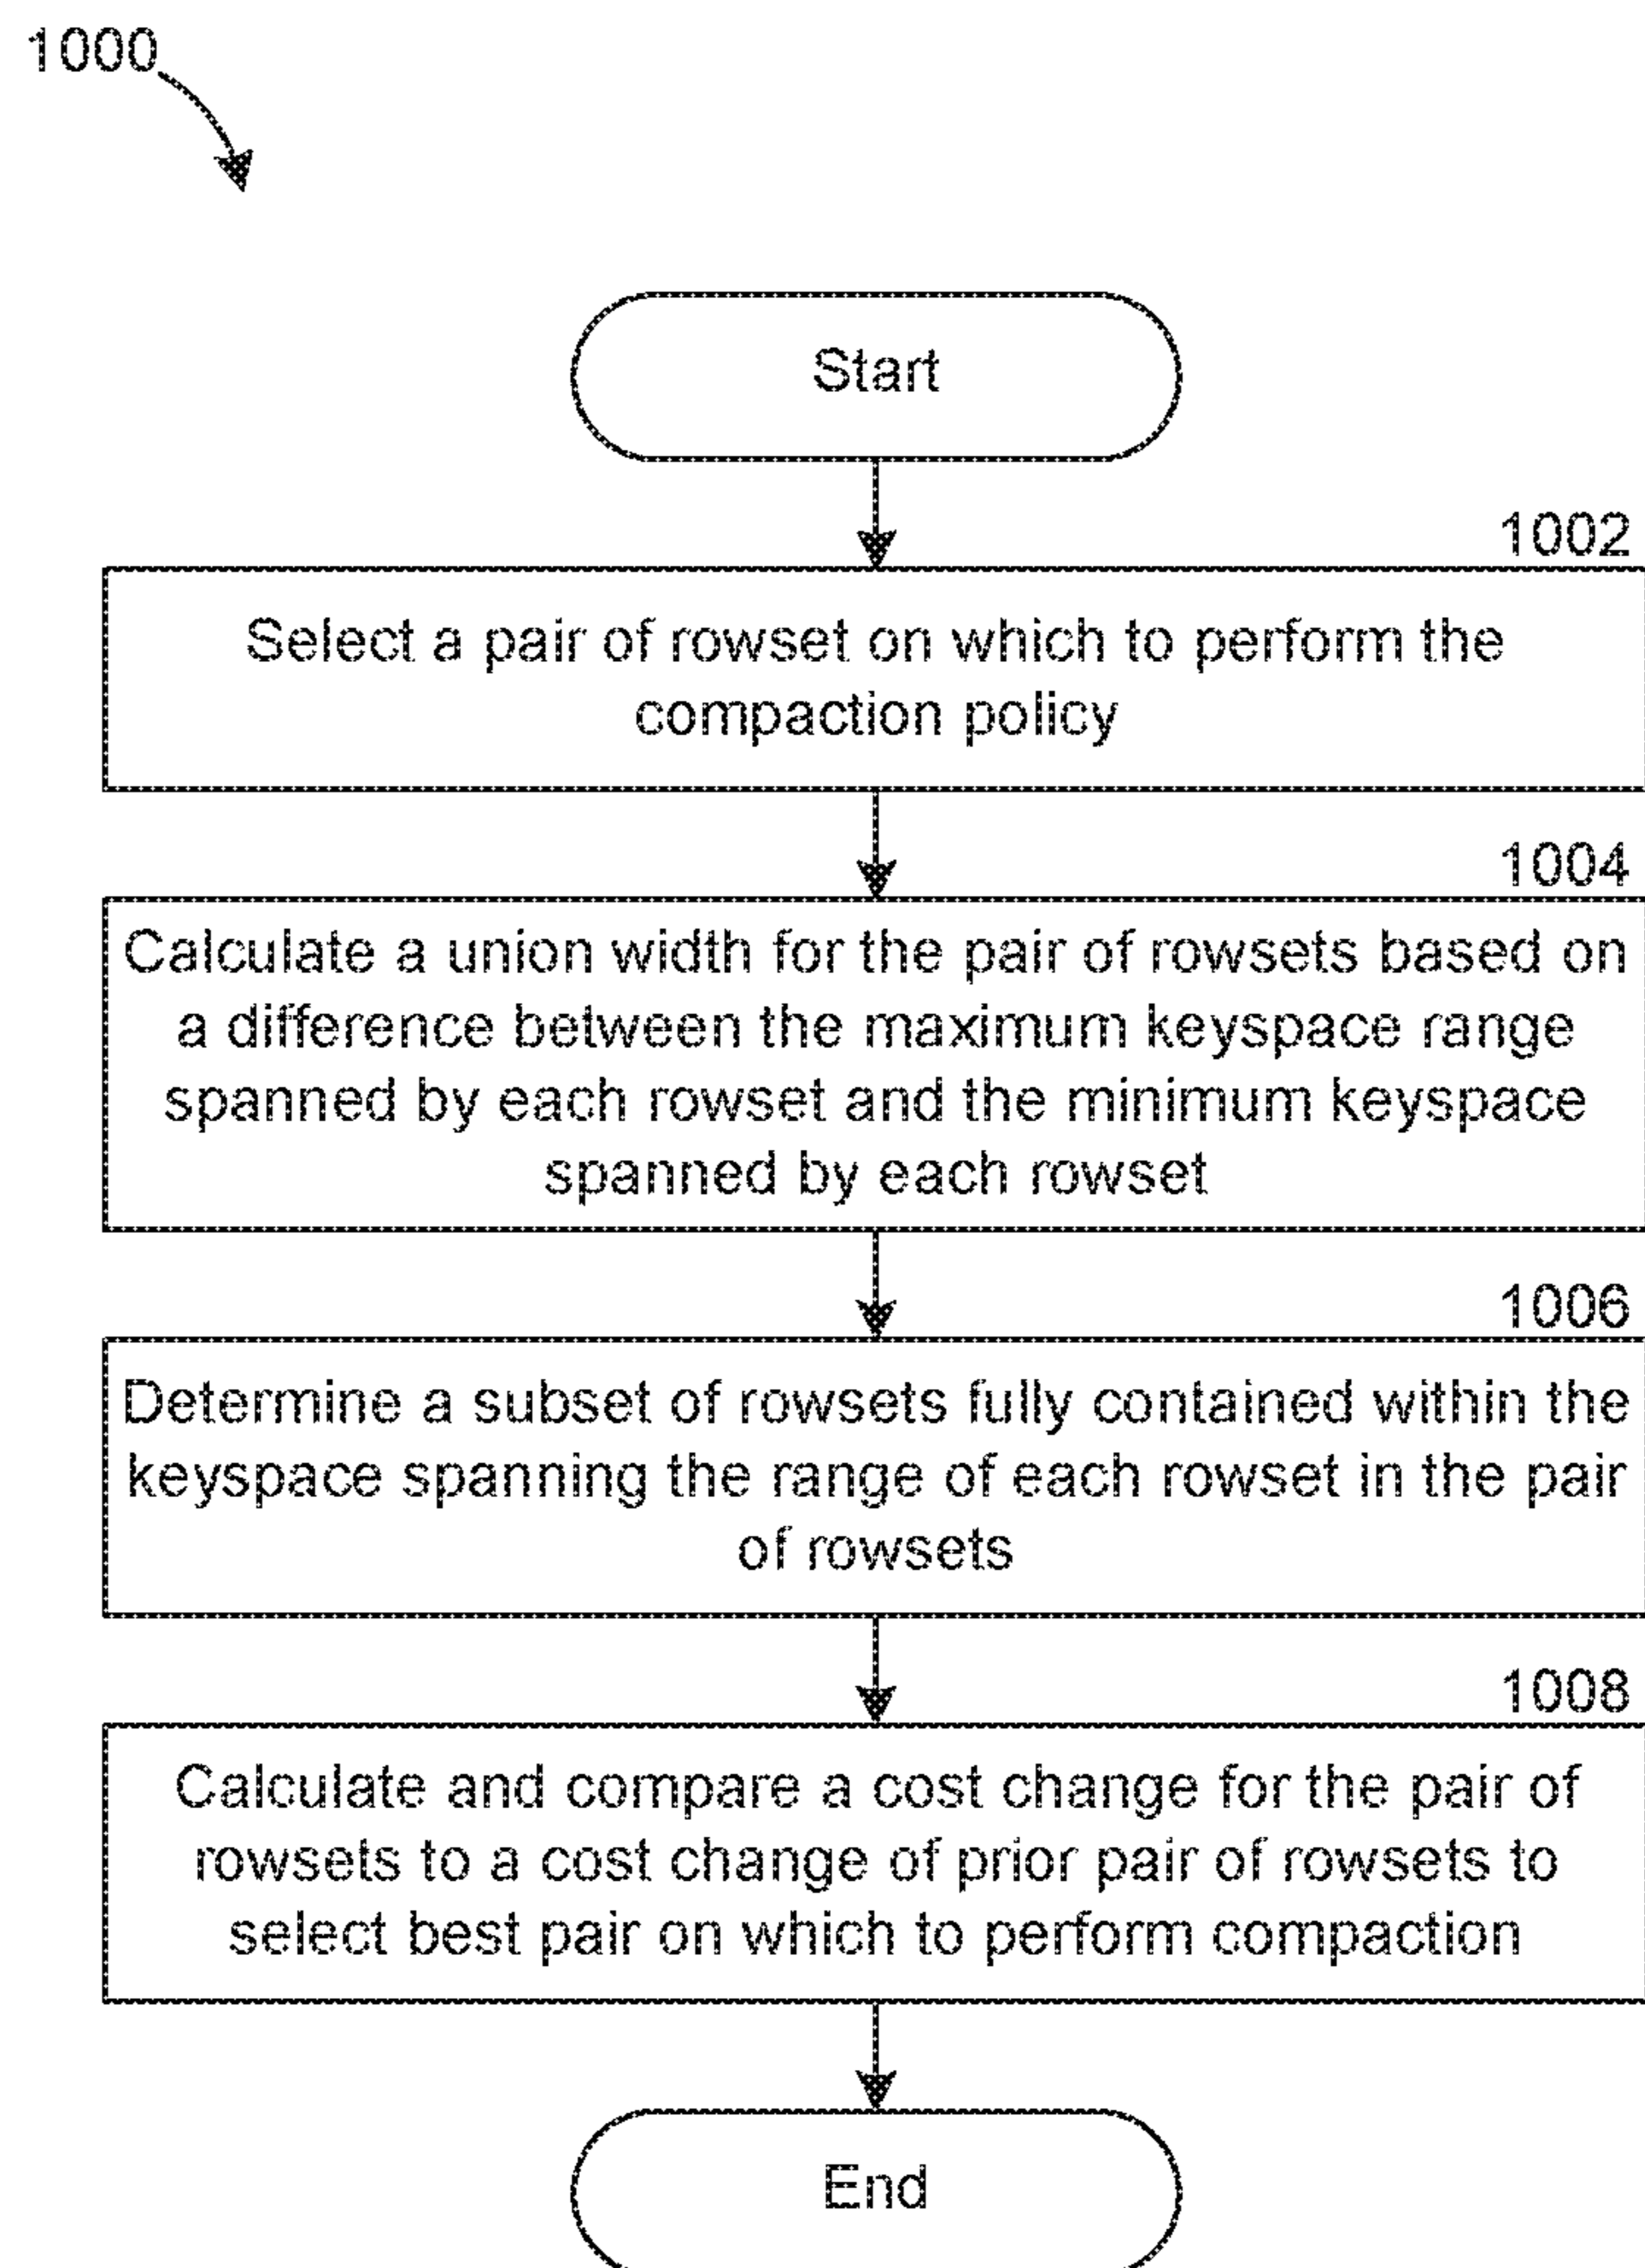 1000
Start
1002
Select a pair of rowset on which to perform the
compaction policy
1004
Calculate a union width for the pair of rowsets based on
a difference between the maximum keyspace range
spanned by each rowset and the minimum keyspace
spanned by each rowset
1006
Determine a subset of rowsets fully contained within the
keyspace spanning the range of each rowset in the pair
of rowsets
1008
Calculate and compare a cost change for the pair of
rowsets to a cost change of prior pair of rowsets to
select best pair on which to perform compaction
End